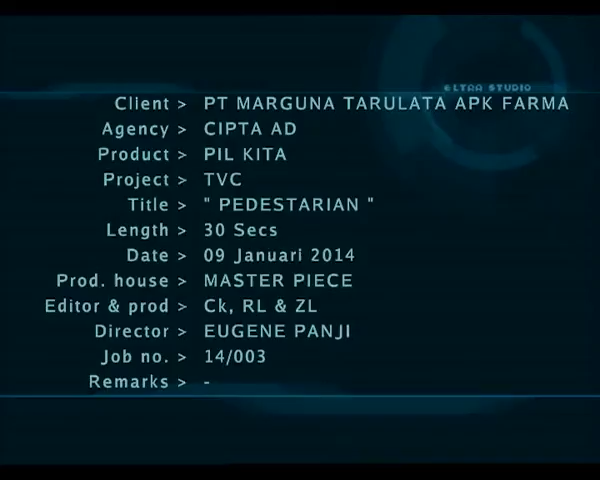 eLTRA STUDIO
Client > PT MARGUNA TARULATA APK FARMA
Agency > CIPTA AD
Product > PIL KITA
Project > TVC
Title > " PEDESTARIAN "
Length > 30 Secs
Date > 09 Januari 2014
Prod. house > MASTER PIECE
Editor & prod > Ck, RL & ZL
Director > EUGENE PANJI
Job no. > 14/003
Remarks > -